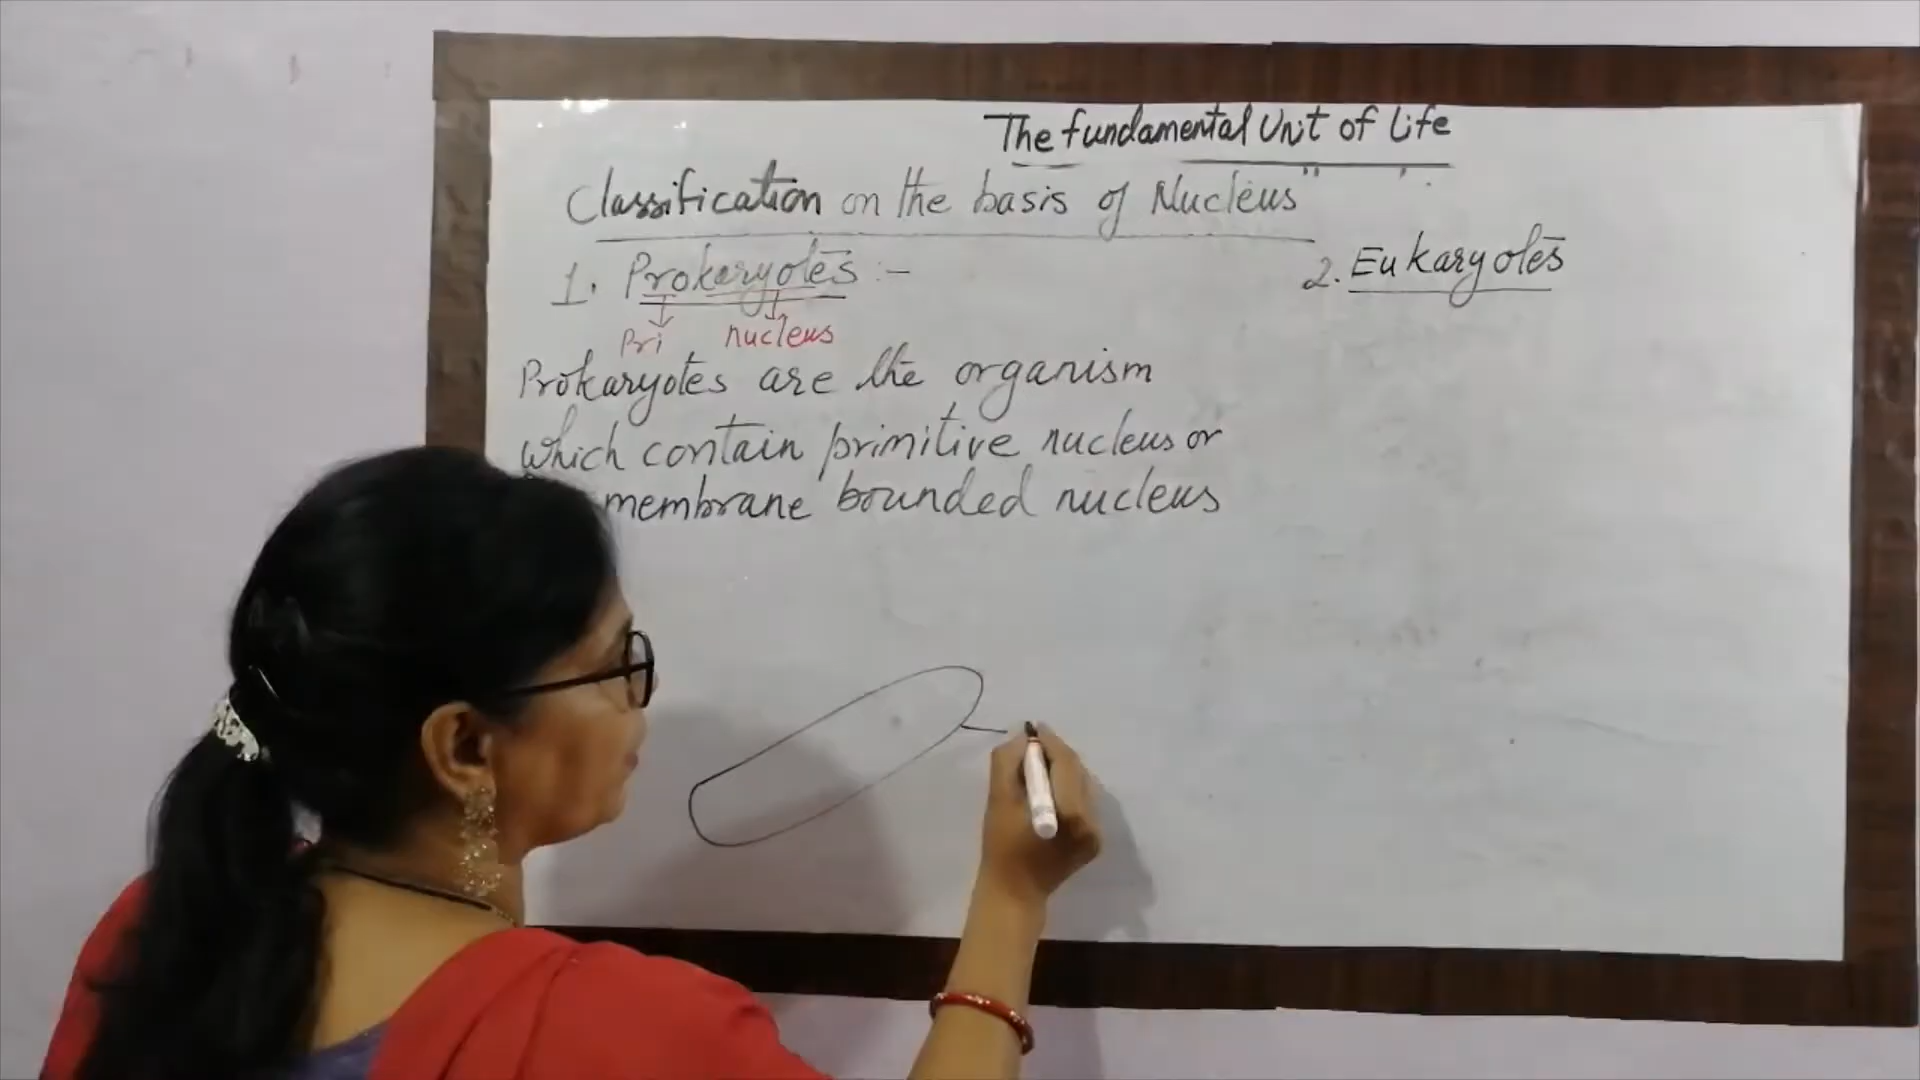 The Fundamental Unit of Life
Classification on the basis of Nucleus"
1. Prokaryotes :-
2. Eukaryotes
Pri nucleus
Prokaryotes are the organism
which contain primitive nucleus or
membrane bounded nucleus